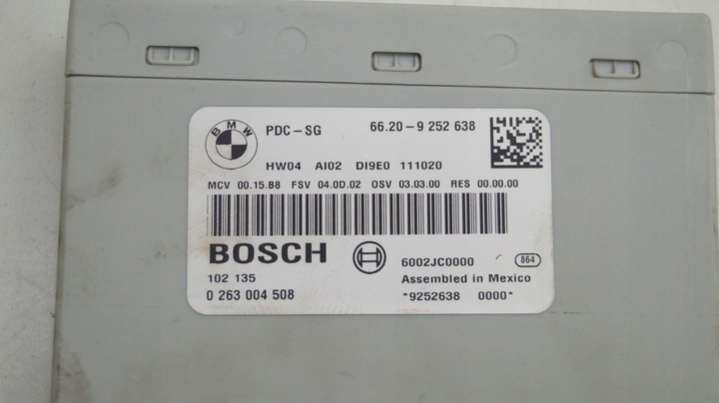 BMW
PDC-SG 66.20-9 252 638
HW04 AI02 DI9E0 111020
MCV 00.15.B8 FSV 04.0D.02 OSV 03.03.00 RES 00.00.00
BOSCH 6002JC0000 864
102 135 Assembled in Mexico
0 263 004 508 *9252638 0000*